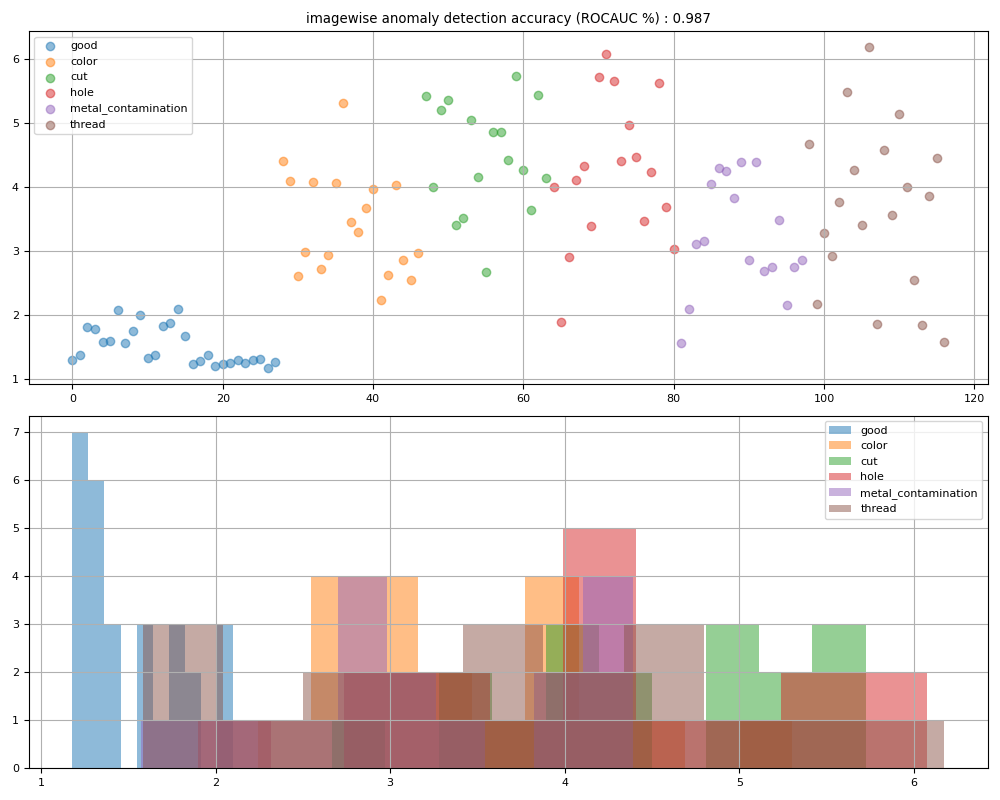 imagewise anomaly detection accuracy (ROCAUC %) : 0.987
good
color
cut
hole
metal_contamination
thread
6
5
4
3
2
1
0 20 40 60 80 100 120
good
color
cut
hole
metal_contamination
thread
7
6
5
4
3
2
1
0
1 2 3 4 5 6